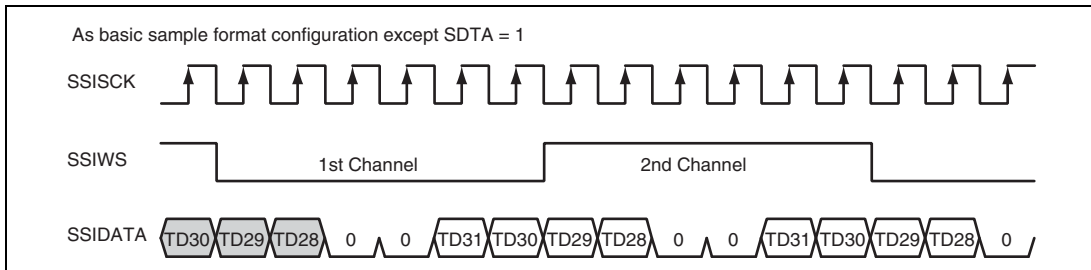 As basic sample format configuration except SDTA = 1
SSISCK
SSIWS 1st Channel 2nd Channel
SSIDATA TD30 TD29 TD28 0 0 TD31 TD30 TD29 TD28 0 0 TD31 TD30 TD29 TD28 0